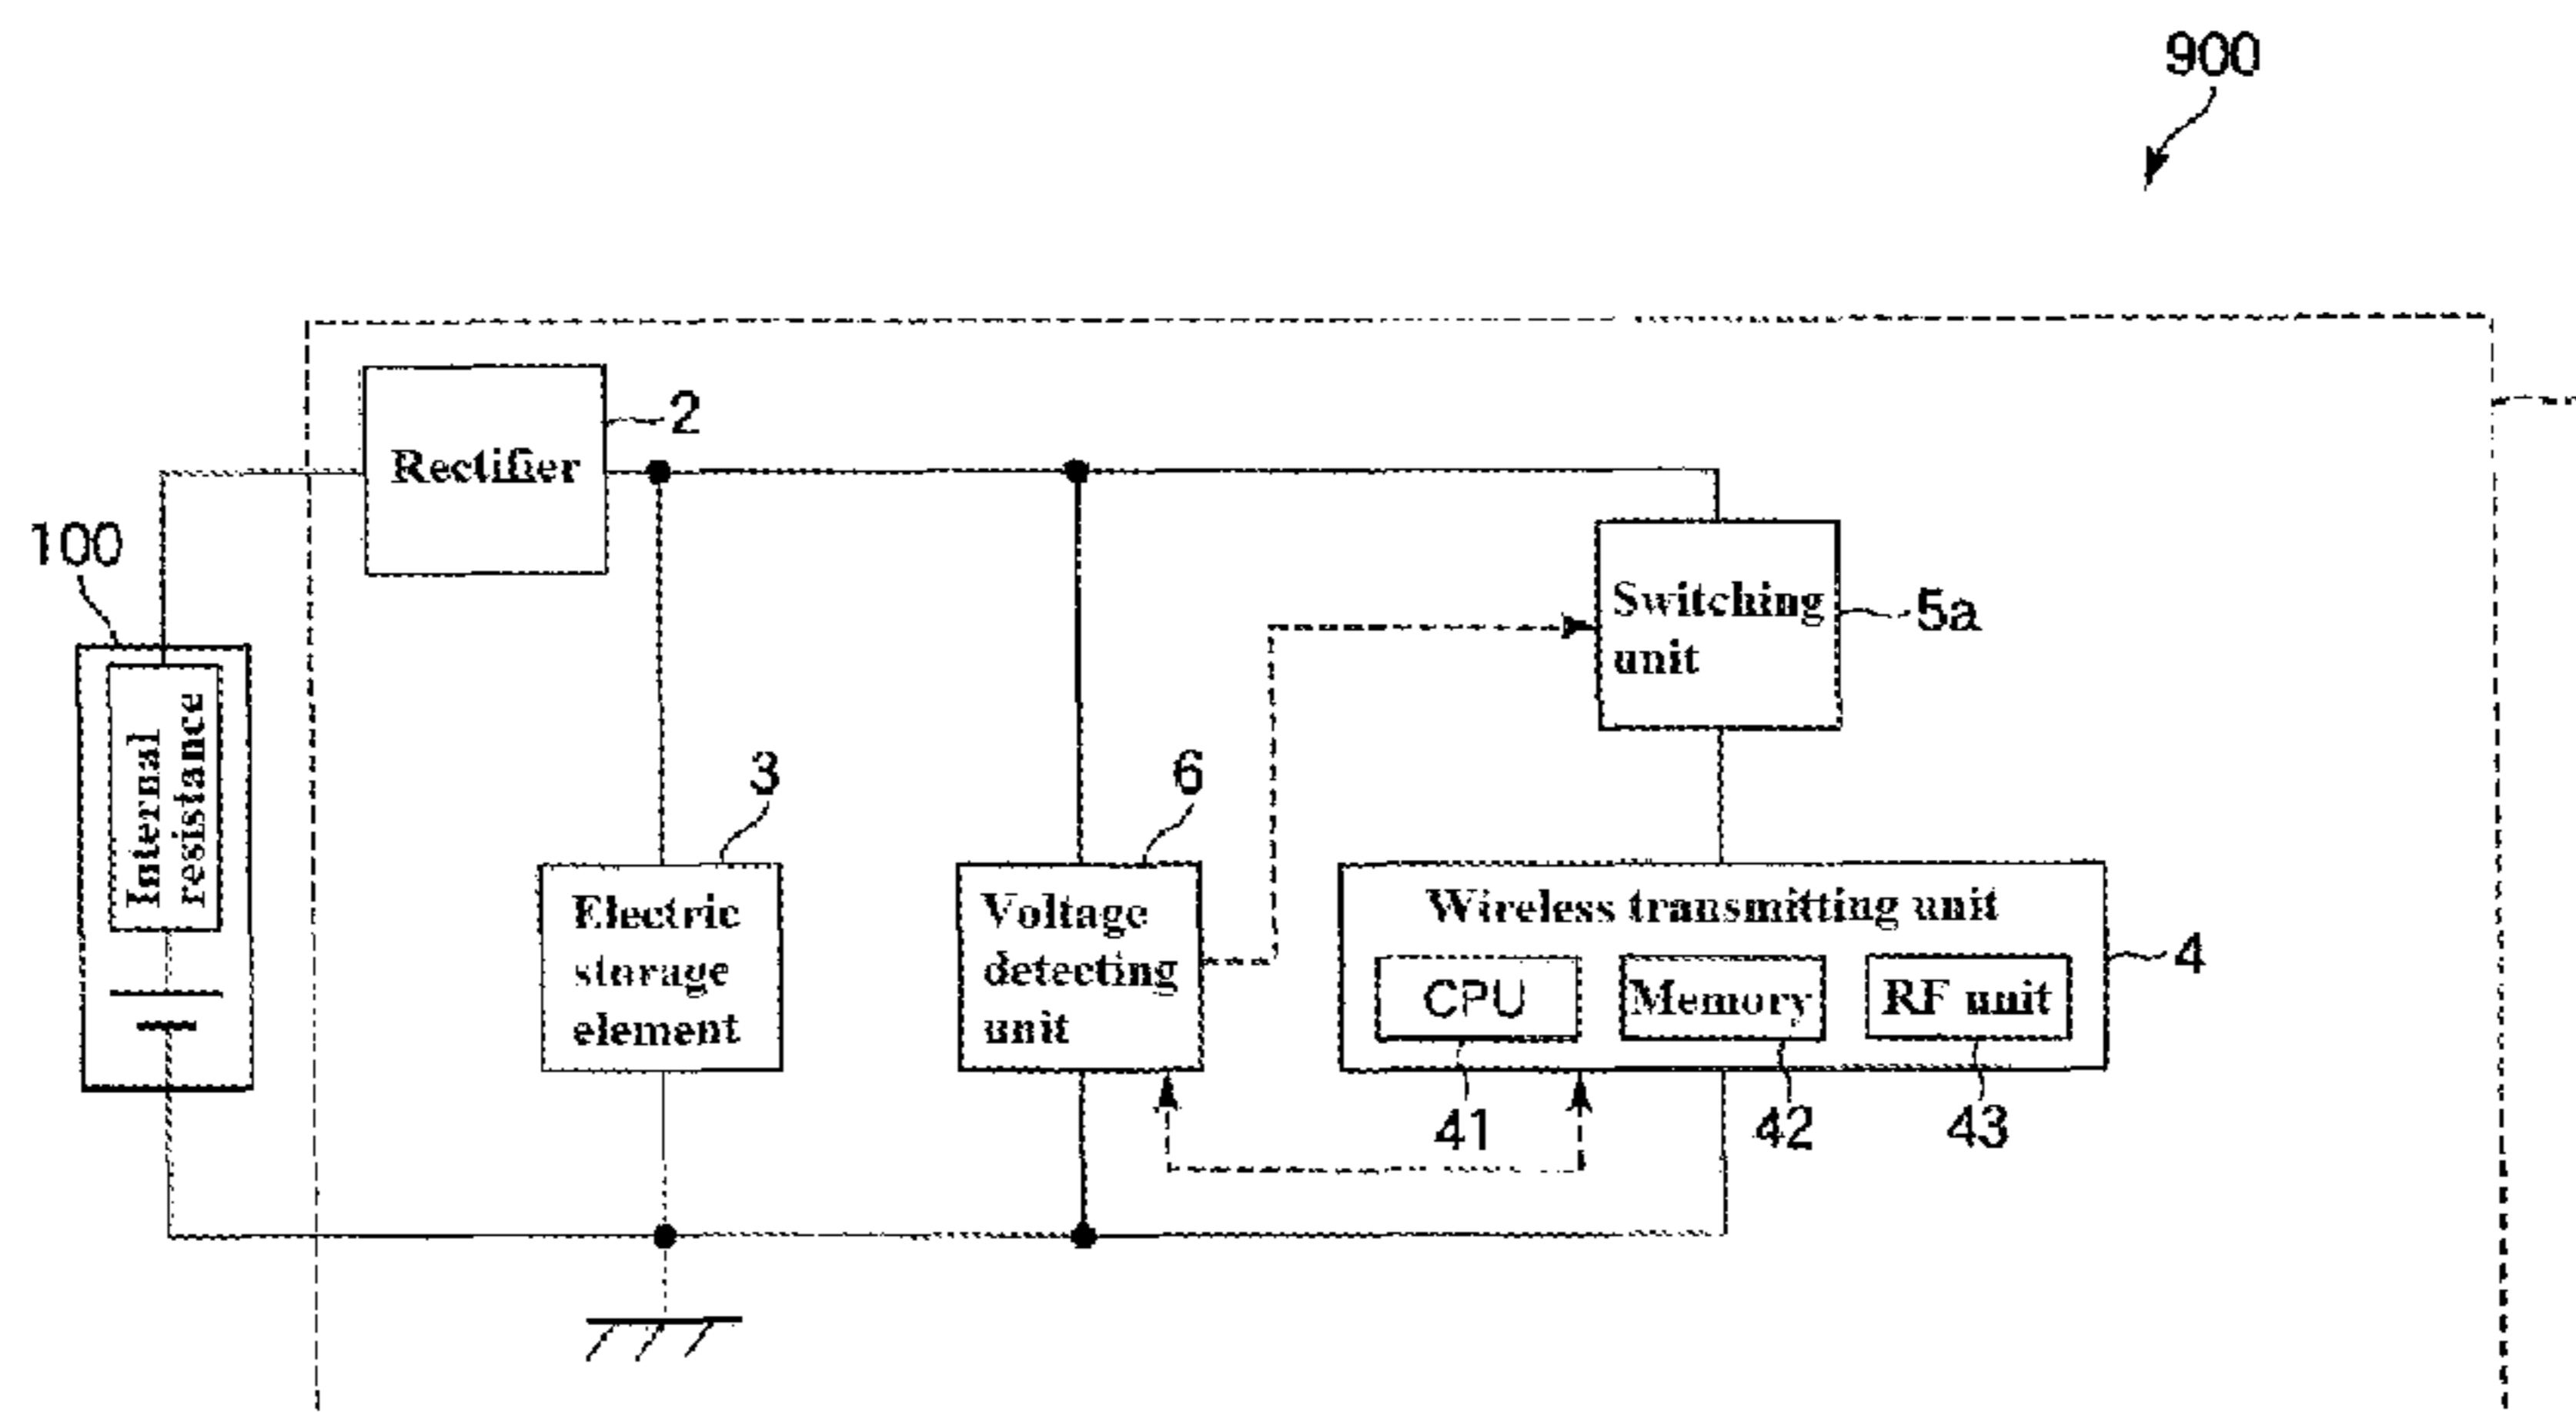 900
2
Rectifier
100
Switching
unit
5a
Internal
resistance
3
6
Electric
storage
element
Voltage
detecting
unit
Wireless transmitting unit
4
CPU
Memory
RF unit
41
42
43